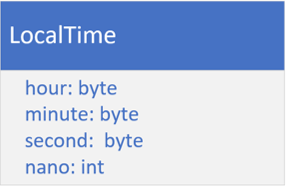 LocalTime
hour: byte
minute: byte
second: byte
nano: int